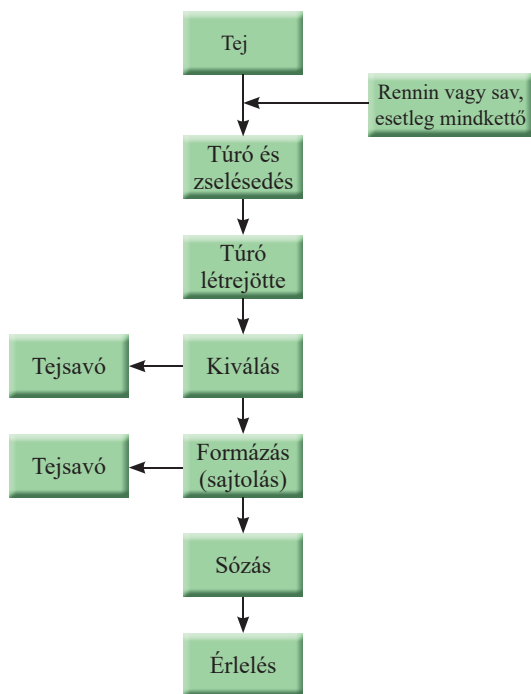 Tej
Rennin vagy sav,
esetleg mindkettő
Túró és
zselésedés
Túró
létrejötte
Tejsavó
Kiválás
Tejsavó
Formázás
(sajtolás)
Sózás
Érlelés